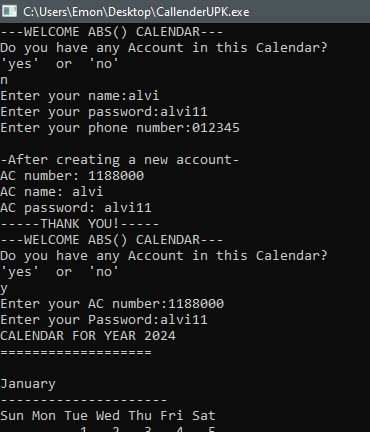 C:\Users\Emon\Desktop\CallenderUPK.exe
---WELCOME ABS() CALENDAR---
Do you have any Account in this Calendar?
'yes'  or  'no'
n
Enter your name:alvi
Enter your password:alvi11
Enter your phone number:012345

-After creating a new account-
AC number: 1188000
AC name: alvi
AC password: alvi11
-----THANK YOU!-----
---WELCOME ABS() CALENDAR---
Do you have any Account in this Calendar?
'yes'  or  'no'
y
Enter your AC number:1188000
Enter your Password:alvi11
CALENDAR FOR YEAR 2024
===================

January
---------------------
Sun Mon Tue Wed Thu Fri Sat
          1   2   3   4   5